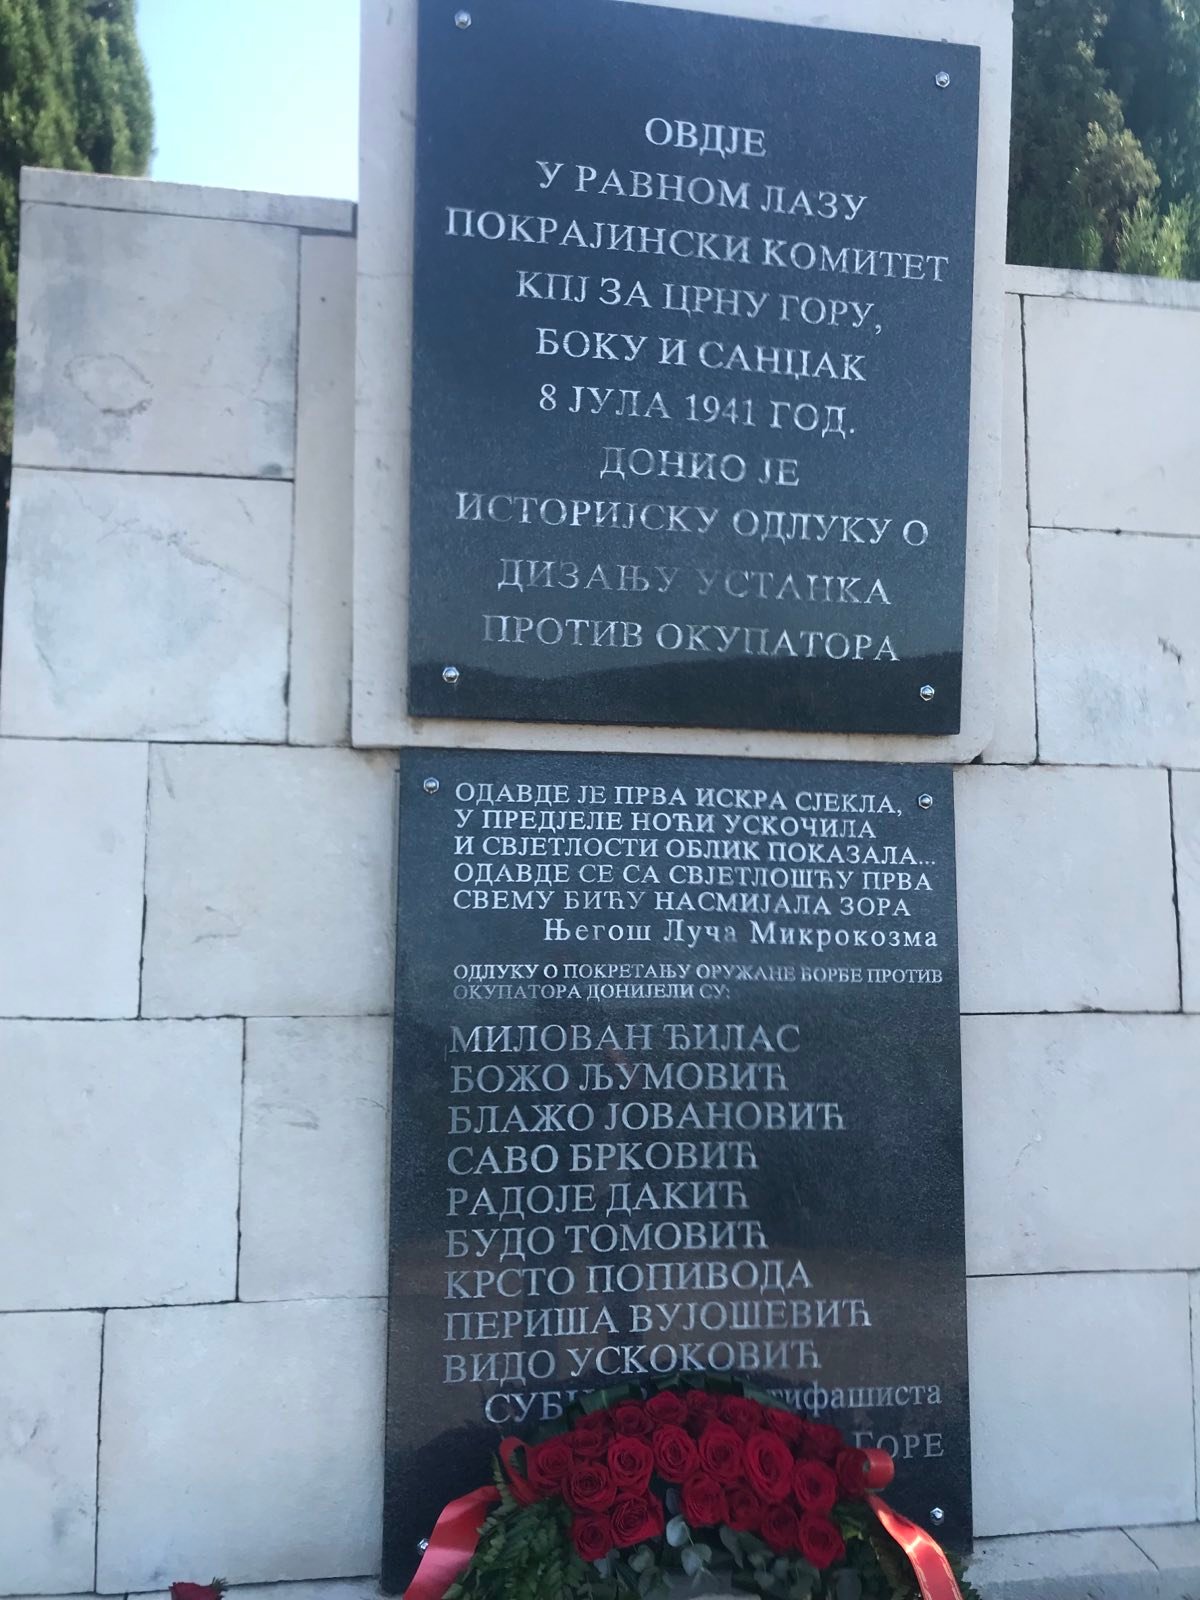 ОВДЈЕ
У РАВНОМ ЛАЗУ
ПОКРАЈИНСКИ КОМИТЕТ
КПЈ ЗА ЦРНУ ГОРУ,
БОКУ И САНЏАК
8 ЈУЛА 1941 ГОД.
ДОНИО ЈЕ
ИСТОРИЈСКУ ОДЛУКУ О
ДИЗАЊУ УСТАНКА
ПРОТИВ ОКУПАТОРА
ОДАВДЕ ЈЕ ПРВА ИСКРА СЈЕКЛА,
У ПРЕДЈЕЛЕ НОЋИ УСКОЧИЛА
И СВЈЕТЛОСТИ ОБЛИК ПОКАЗАЛА...
ОДАВДЕ СЕ СА СВЈЕТЛОШЋУ ПРВА
СВЕМУ БИЋУ НАСМИЈАЛА ЗОРА
Његош Луча Микрокозма
ОДЛУКУ О ПОКРЕТАЊУ ОРУЖАНЕ БОРБЕ ПРОТИВ
ОКУПАТОРА ДОНИЈЕЛИ СУ:
МИЛОВАН ЂИЛАС
БОЖО ЉУМОВИЋ
БЛАЖО ЈОВАНОВИЋ
САВО БРКОВИЋ
РАДОЈЕ ДАКИЋ
БУДО ТОМОВИЋ
КРСТО ПОПИВОДА
ПЕРИША ВУЈОШЕВИЋ
ВИДО УСКОКОВИЋ
ГОРЕ